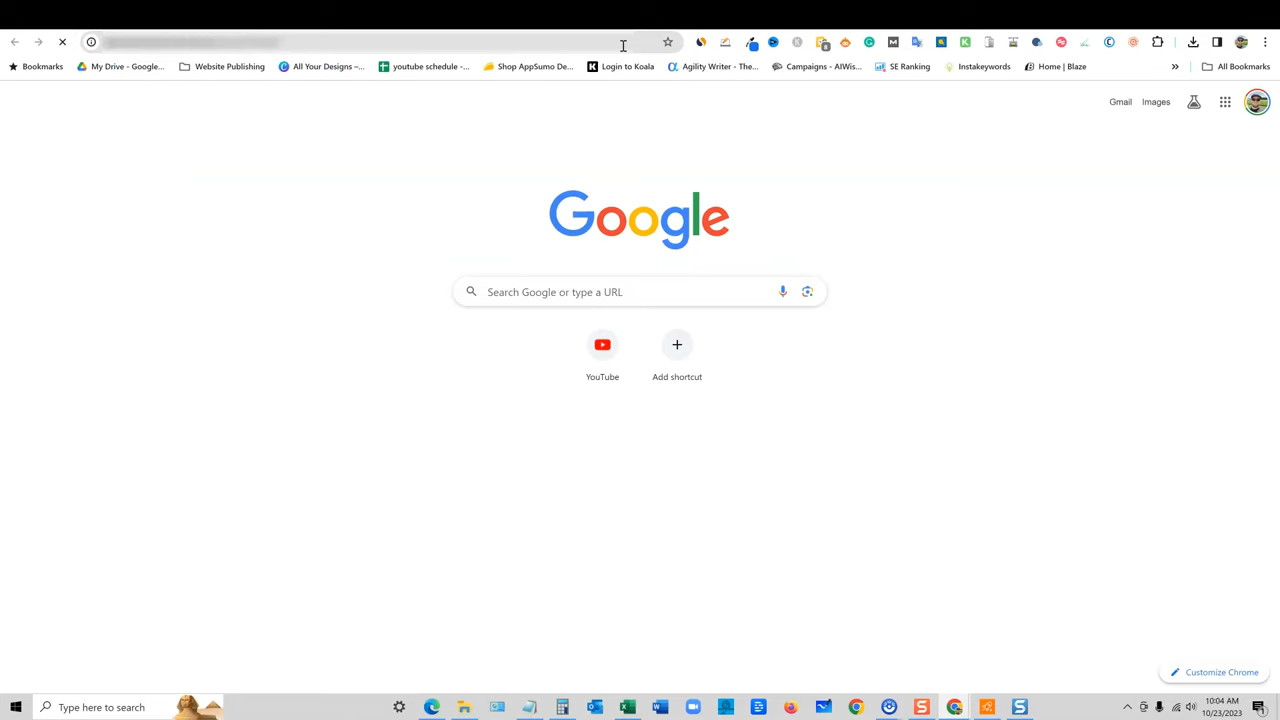 Bookmarks My Drive - Google... Website Publishing All Your Designs –... youtube schedule -... Shop AppSumo De... Login to Koala Agility Writer - The... Campaigns - AIWis... SE Ranking Instakeywords Home | Blaze » All Bookmarks
Gmail Images
Google
Search Google or type a URL
YouTube Add shortcut
Customize Chrome
Type here to search
10:04 AM
10/23/2023